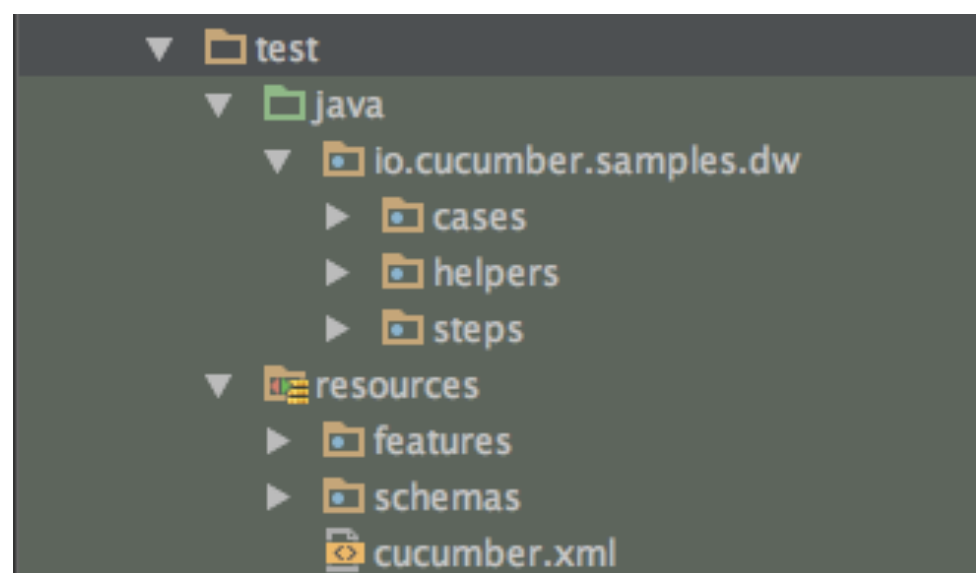 test
java
io.cucumber.samples.dw
cases
helpers
steps
resources
features
schemas
cucumber.xml